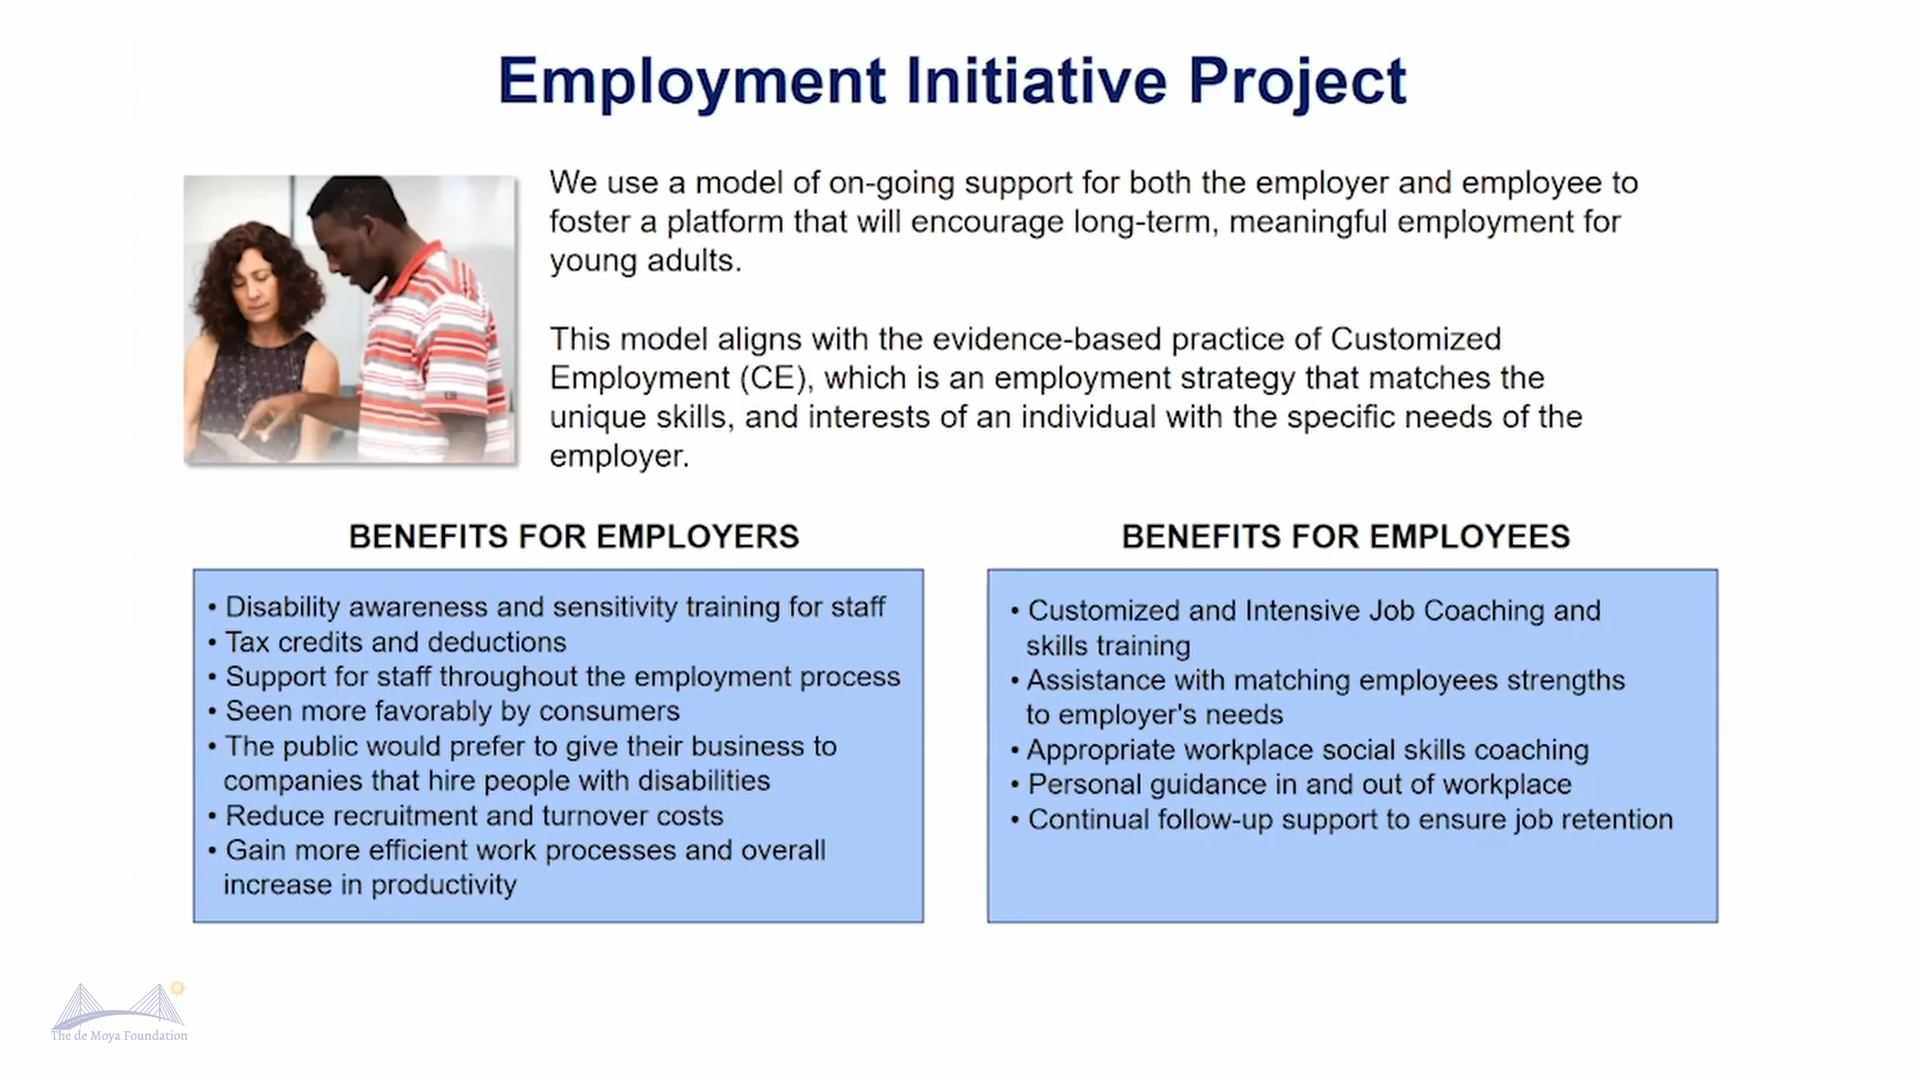 Employment Initiative Project
We use a model of on-going support for both the employer and employee to
foster a platform that will encourage long-term, meaningful employment for
young adults.
This model aligns with the evidence-based practice of Customized
Employment (CE), which is an employment strategy that matches the
unique skills, and interests of an individual with the specific needs of the
employer.
BENEFITS FOR EMPLOYERS
• Disability awareness and sensitivity training for staff
• Tax credits and deductions
• Support for staff throughout the employment process
• Seen more favorably by consumers
• The public would prefer to give their business to
companies that hire people with disabilities
• Reduce recruitment and turnover costs
• Gain more efficient work processes and overall
increase in productivity
BENEFITS FOR EMPLOYEES
• Customized and Intensive Job Coaching and
skills training
• Assistance with matching employees strengths
to employer's needs
• Appropriate workplace social skills coaching
• Personal guidance in and out of workplace
• Continual follow-up support to ensure job retention
The de Moya Foundation